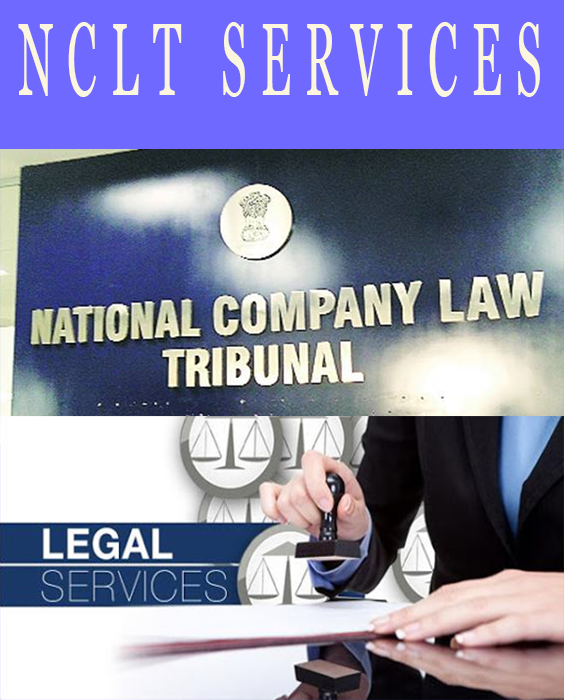 NCLT SERVICES
NATIONAL COMPANY LAW
TRIBUNAL
LEGAL
SERVICES